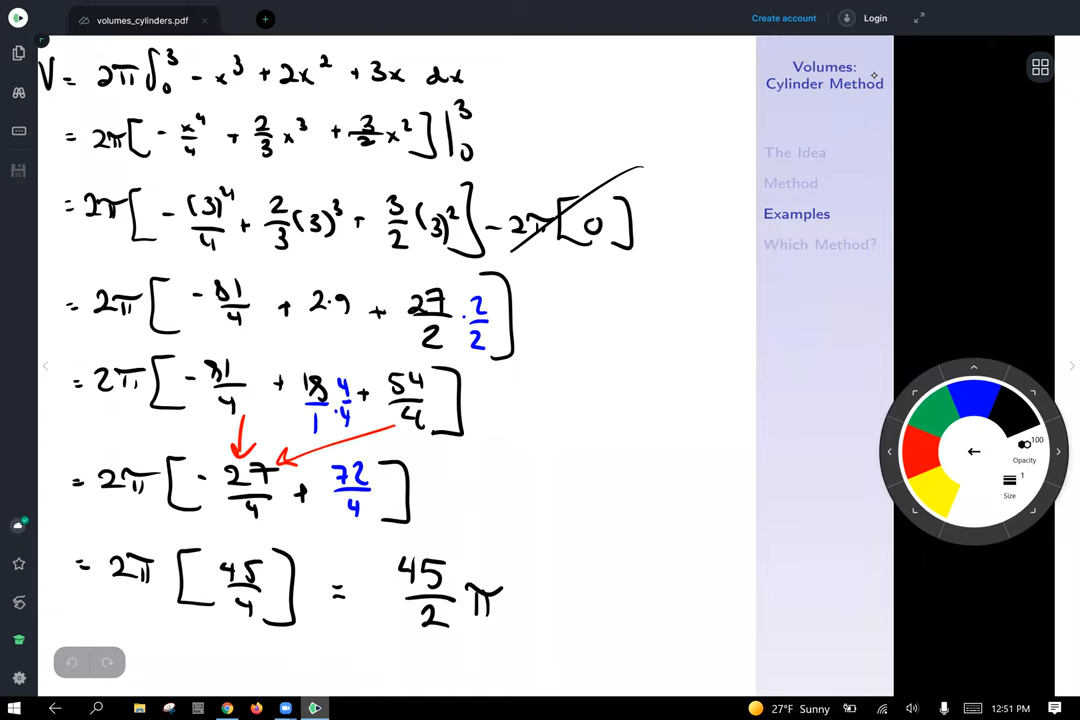 volumes_cylinders.pdf
Create account
Login
V = 2π ∫₀³ - x³ + 2x² + 3x dx
= 2π [ - x⁴/4 + 2/3 x³ + 3/2 x² ] |₀³
= 2π [ - (3)⁴/4 + 2/3 (3)³ + 3/2 (3)² ] - 2π [ 0 ]
= 2π [ - 81/4 + 2·9 + 27/2 · 2/2 ]
= 2π [ - 81/4 + 18/1 · 4/4 + 54/4 ]
= 2π [ - 27/4 + 72/4 ]
= 2π [ 45/4 ] = 45/2 π
Volumes:
Cylinder Method
The Idea
Method
Examples
Which Method?
100
Opacity
1
Size
27°F Sunny
12:51 PM